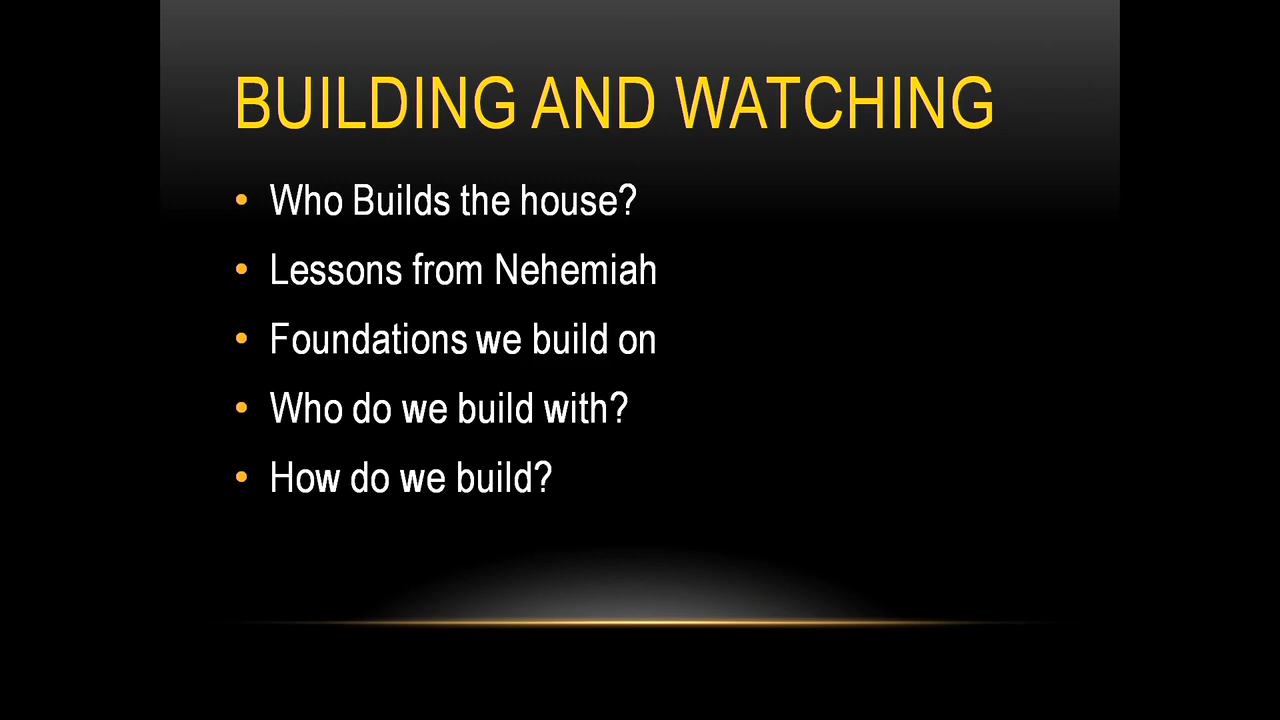 BUILDING AND WATCHING
• Who Builds the house?
• Lessons from Nehemiah
• Foundations we build on
• Who do we build with?
• How do we build?